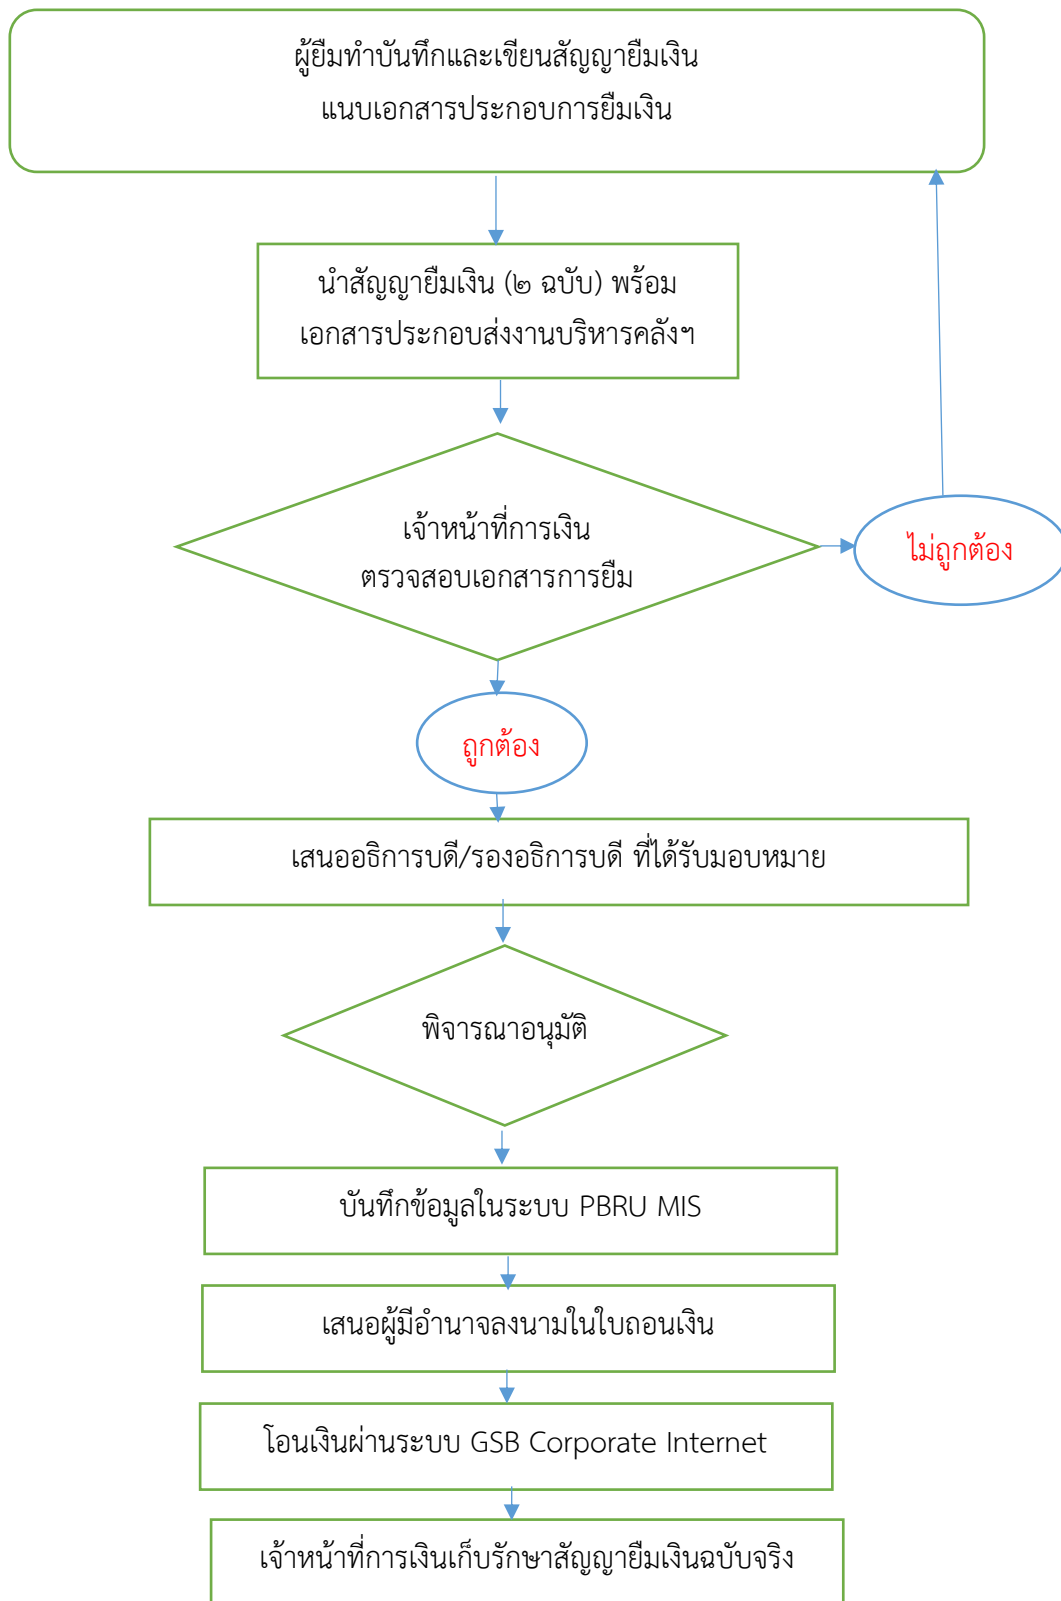 ผู้ยืมทำบันทึกและเขียนสัญญายืมเงิน
แนบเอกสารประกอบการยืมเงิน
นำสัญญายืมเงิน (๒ ฉบับ) พร้อม
เอกสารประกอบส่งงานบริหารคลังฯ
เจ้าหน้าที่การเงิน
ตรวจสอบเอกสารการยืม
ไม่ถูกต้อง
ถูกต้อง
เสนออธิการบดี/รองอธิการบดี ที่ได้รับมอบหมาย
พิจารณาอนุมัติ
บันทึกข้อมูลในระบบ PBRU MIS
เสนอผู้มีอำนาจลงนามในใบถอนเงิน
โอนเงินผ่านระบบ GSB Corporate Internet
เจ้าหน้าที่การเงินเก็บรักษาสัญญายืมเงินฉบับจริง